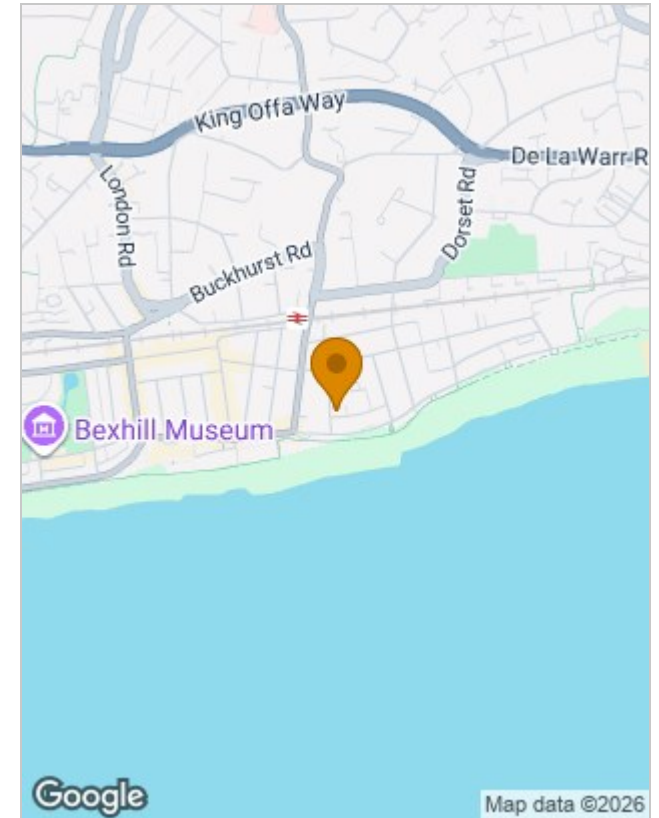 King Offa Way
De La Warr R
London Rd
Dorset Rd
Buckhurst Rd
Bexhill Museum
Google
Map data ©2026